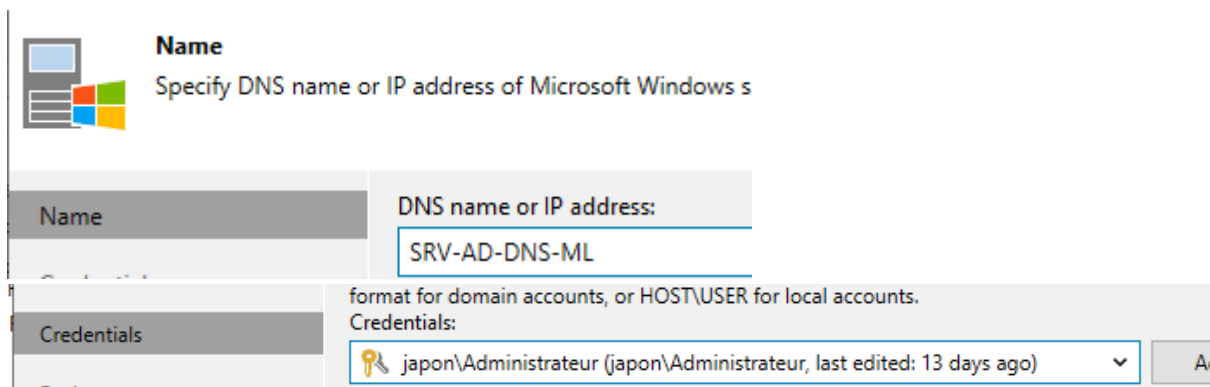 Name
Specify DNS name or IP address of Microsoft Windows s
Name
DNS name or IP address:
SRV-AD-DNS-ML
format for domain accounts, or HOST\USER for local accounts.
Credentials
Credentials:
japon\Administrateur (japon\Administrateur, last edited: 13 days ago)